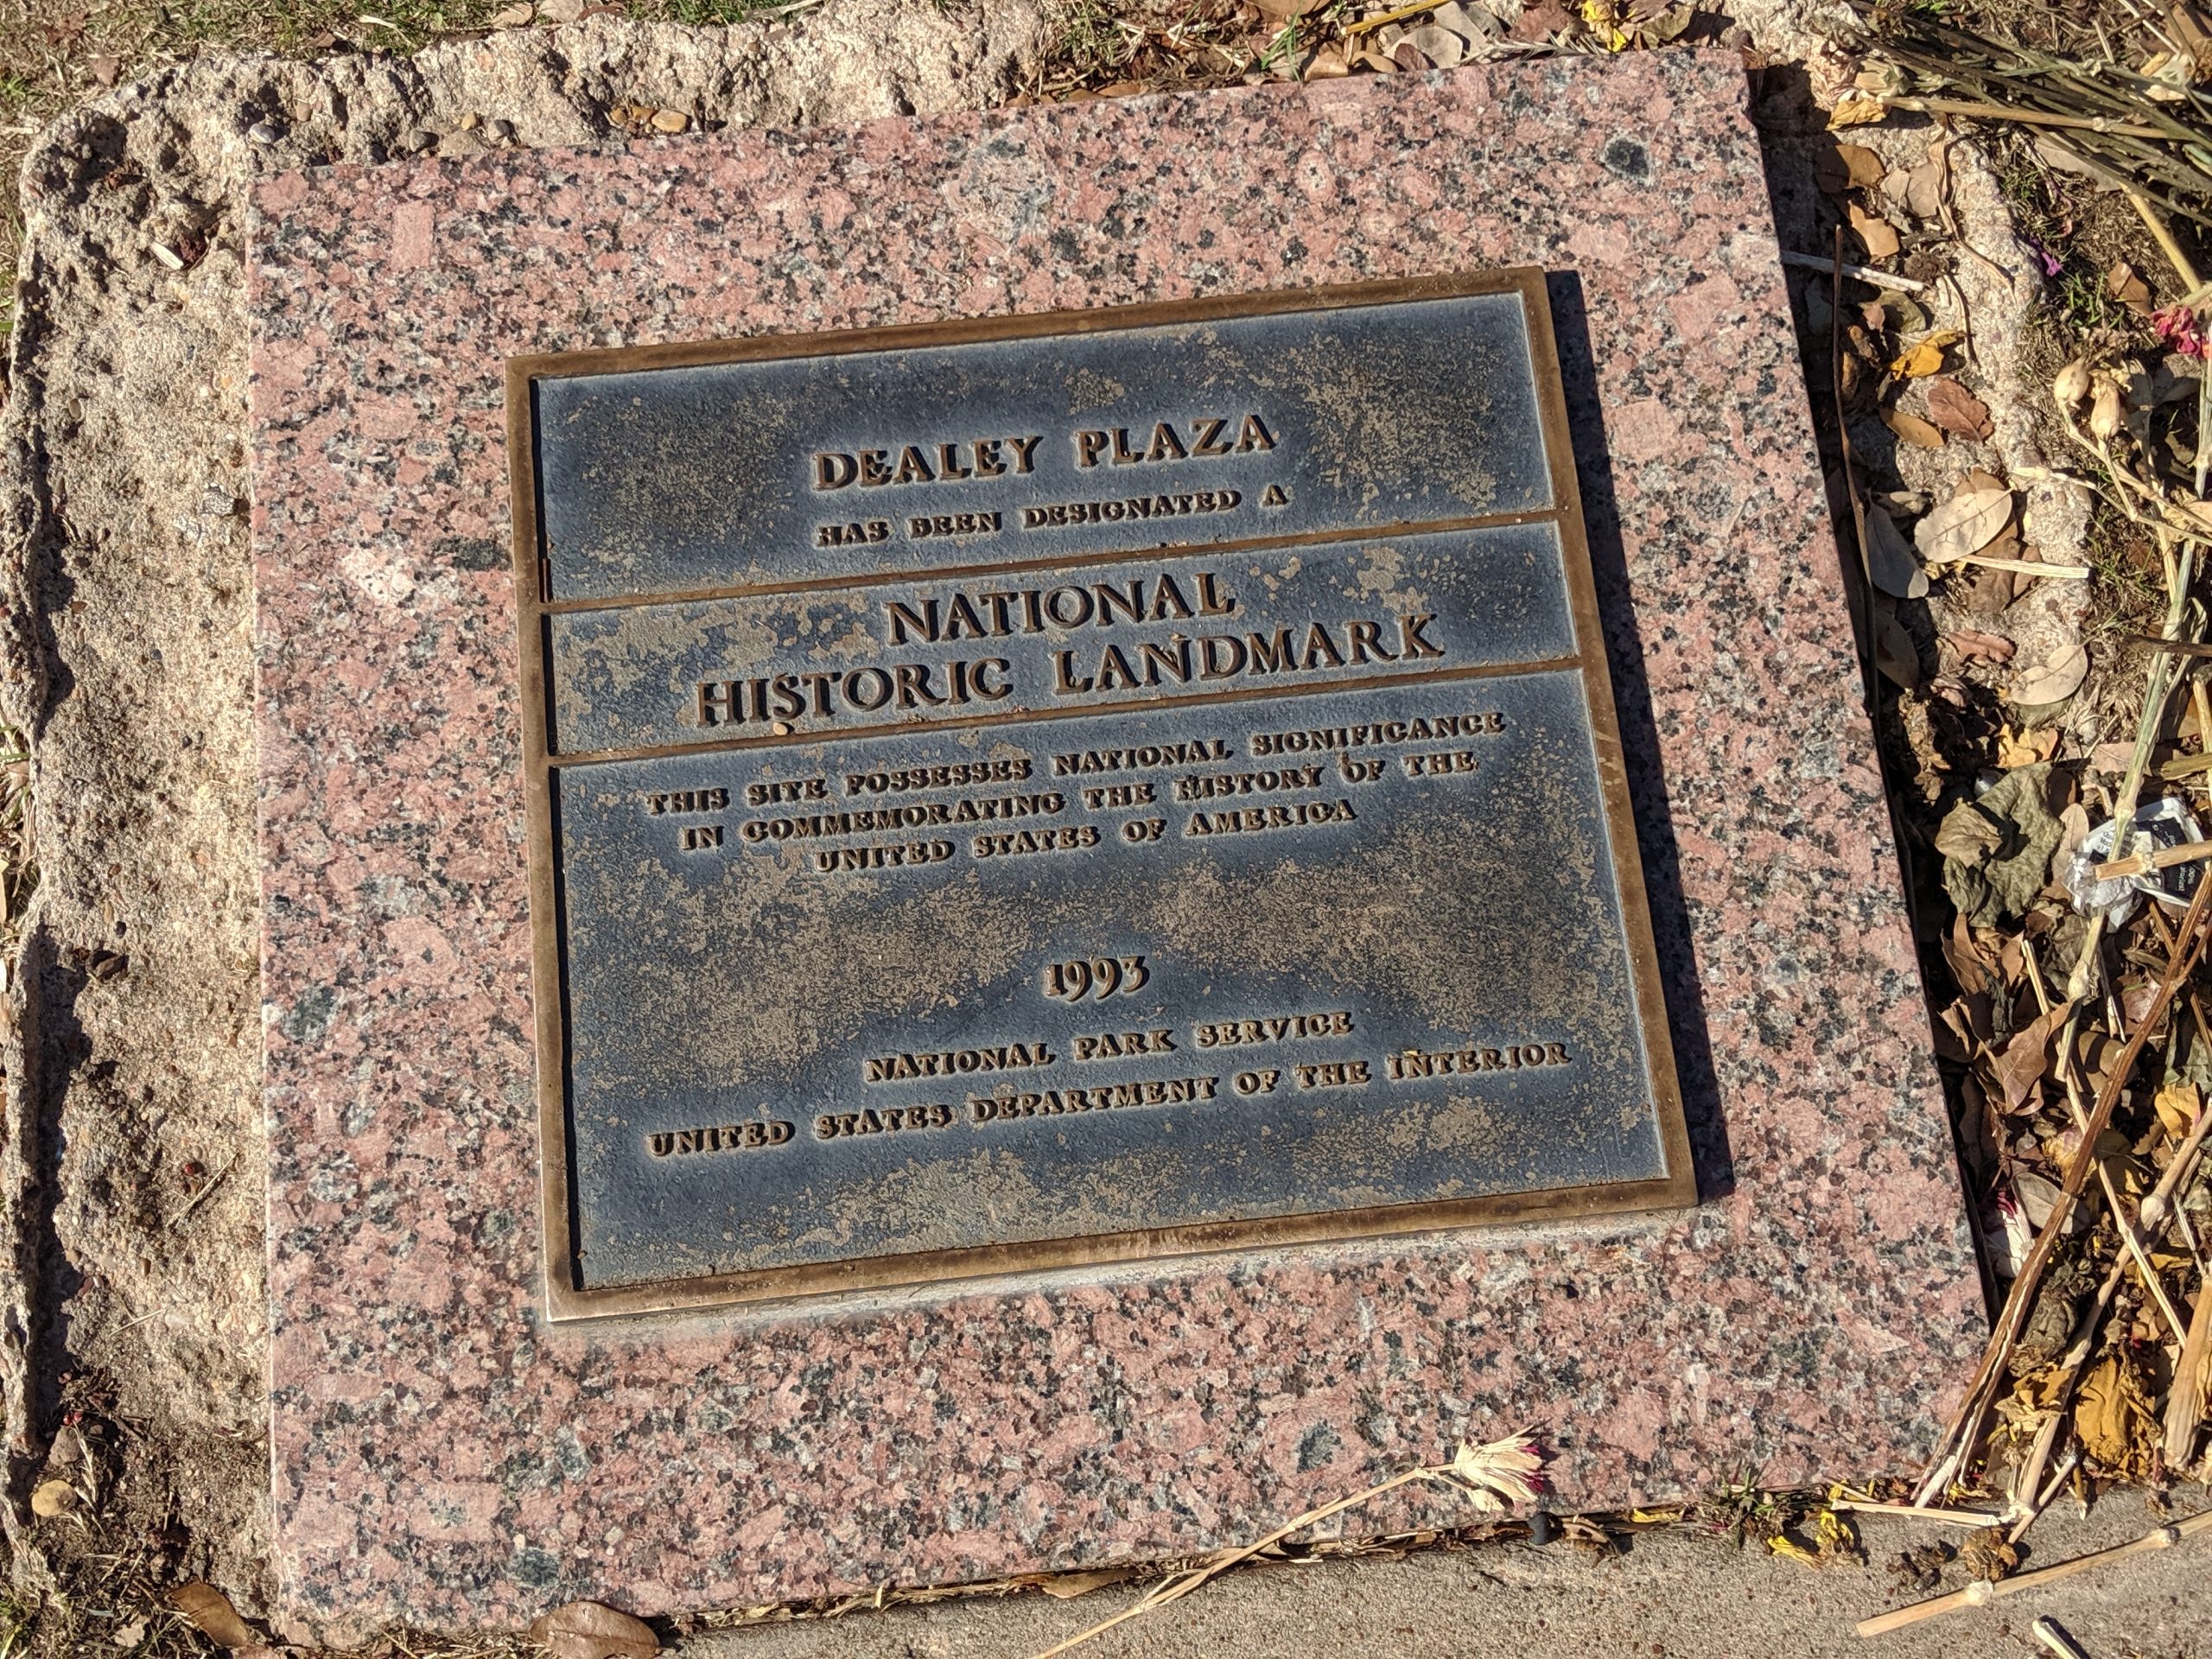 DEALEY PLAZA
HAS BEEN DESIGNATED A
NATIONAL
HISTORIC LANDMARK
THIS SITE POSSESSES NATIONAL SIGNIFICANCE
IN COMMEMORATING THE HISTORY OF THE
UNITED STATES OF AMERICA
1993
NATIONAL PARK SERVICE
UNITED STATES DEPARTMENT OF THE INTERIOR